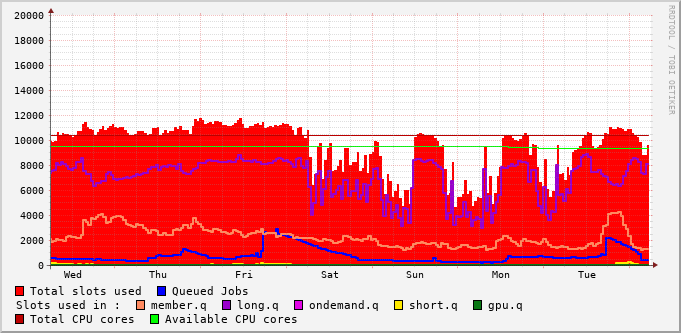 20000
18000
16000
14000
12000
10000
8000
6000
4000
2000
0
Wed Thu Fri Sat Sun Mon Tue
RRDTOOL / TOBI OETIKER
Total slots used Queued Jobs
Slots used in : member.q long.q ondemand.q short.q gpu.q
Total CPU cores Available CPU cores